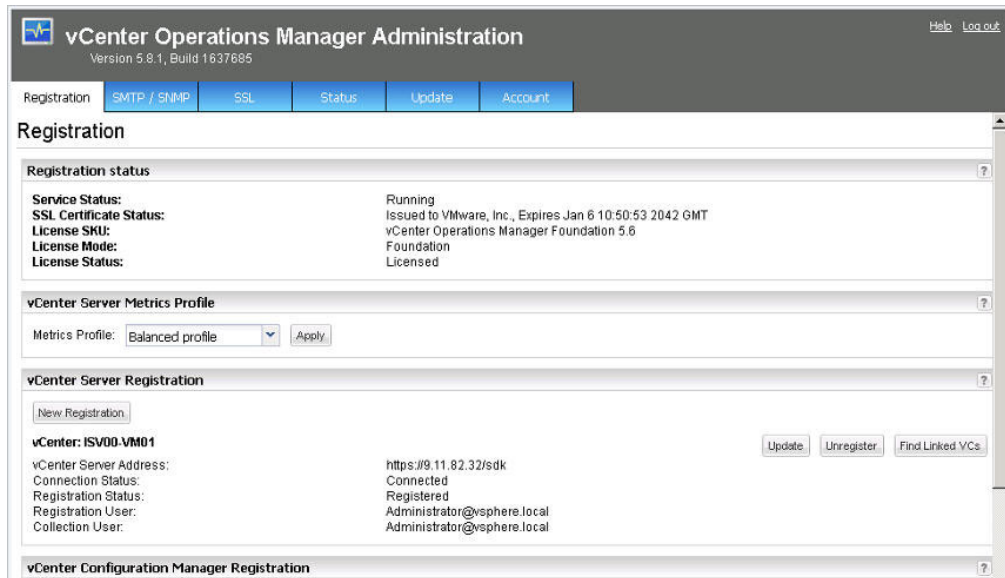 vCenter Operations Manager Administration
Help Log out
Version 5.8.1, Build 1637685
Registration SMTP / SNMP SSL Status Update Account
Registration
Registration status ?
Service Status: Running
SSL Certificate Status: Issued to VMware, Inc., Expires Jan 6 10:50:53 2042 GMT
License SKU: vCenter Operations Manager Foundation 5.6
License Mode: Foundation
License Status: Licensed
vCenter Server Metrics Profile ?
Metrics Profile: Balanced profile Apply
vCenter Server Registration ?
New Registration
vCenter: ISV00-VM01 Update Unregister Find Linked VCs
vCenter Server Address: https://9.11.82.32/sdk
Connection Status: Connected
Registration Status: Registered
Registration User: Administrator@vsphere.local
Collection User: Administrator@vsphere.local
vCenter Configuration Manager Registration ?